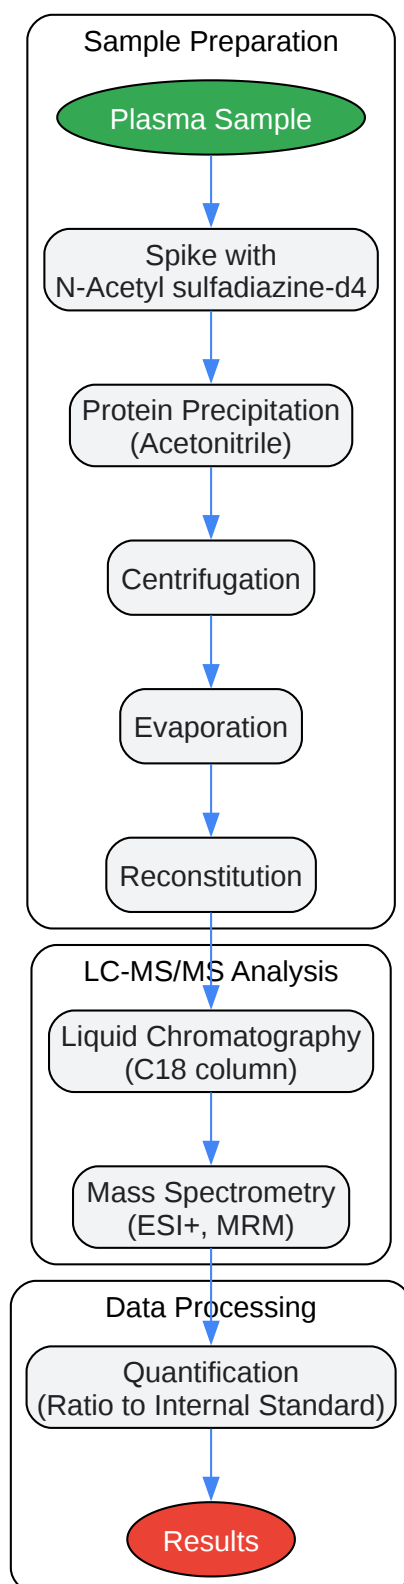 Sample Preparation
Plasma Sample
Spike with
N-Acetyl sulfadiazine-d4
Protein Precipitation
(Acetonitrile)
Centrifugation
Evaporation
Reconstitution
LC-MS/MS Analysis
Liquid Chromatography
(C18 column)
Mass Spectrometry
(ESI+, MRM)
Data Processing
Quantification
(Ratio to Internal Standard)
Results